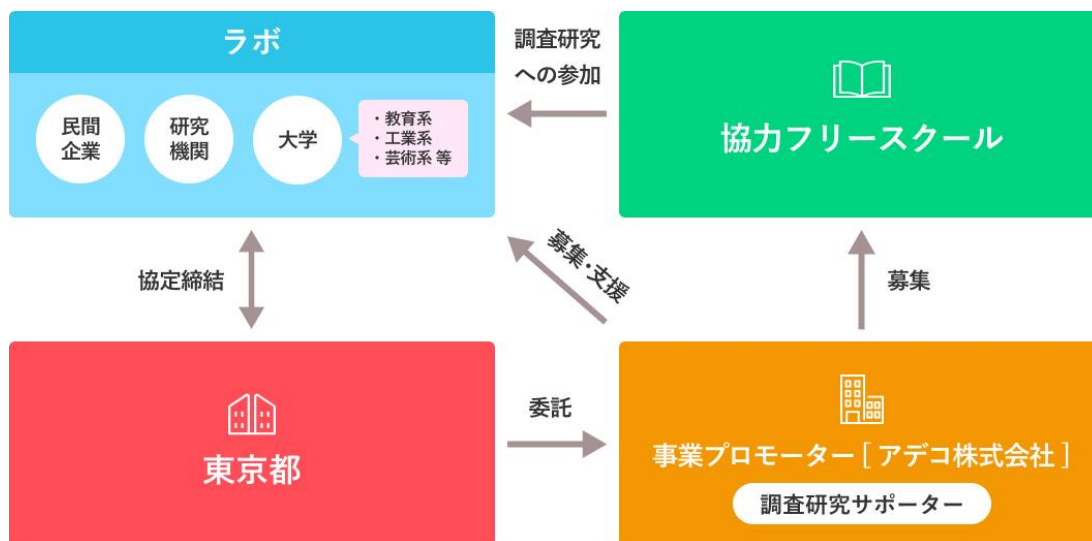 ラボ
民間
企業
研究
機関
大学
・教育系
・工業系
・芸術系 等
調査研究
への参加
協力フリースクール
協定締結
募集・支援
募集
東京都
委託
事業プロモーター [ アデコ株式会社 ]
調査研究サポーター